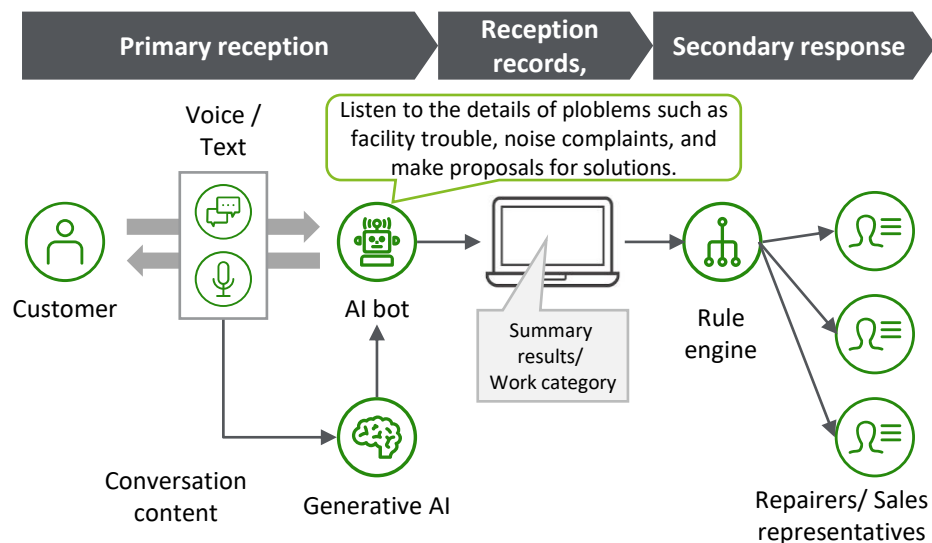 Primary reception
Reception
records,
Secondary response
Voice /
Text
Listen to the details of ploblems such as
facility trouble, noise complaints, and
make proposals for solutions.
Customer
AI bot
Summary
results/
Work category
Rule
engine
Conversation
content
Generative AI
Repairers/ Sales
representatives